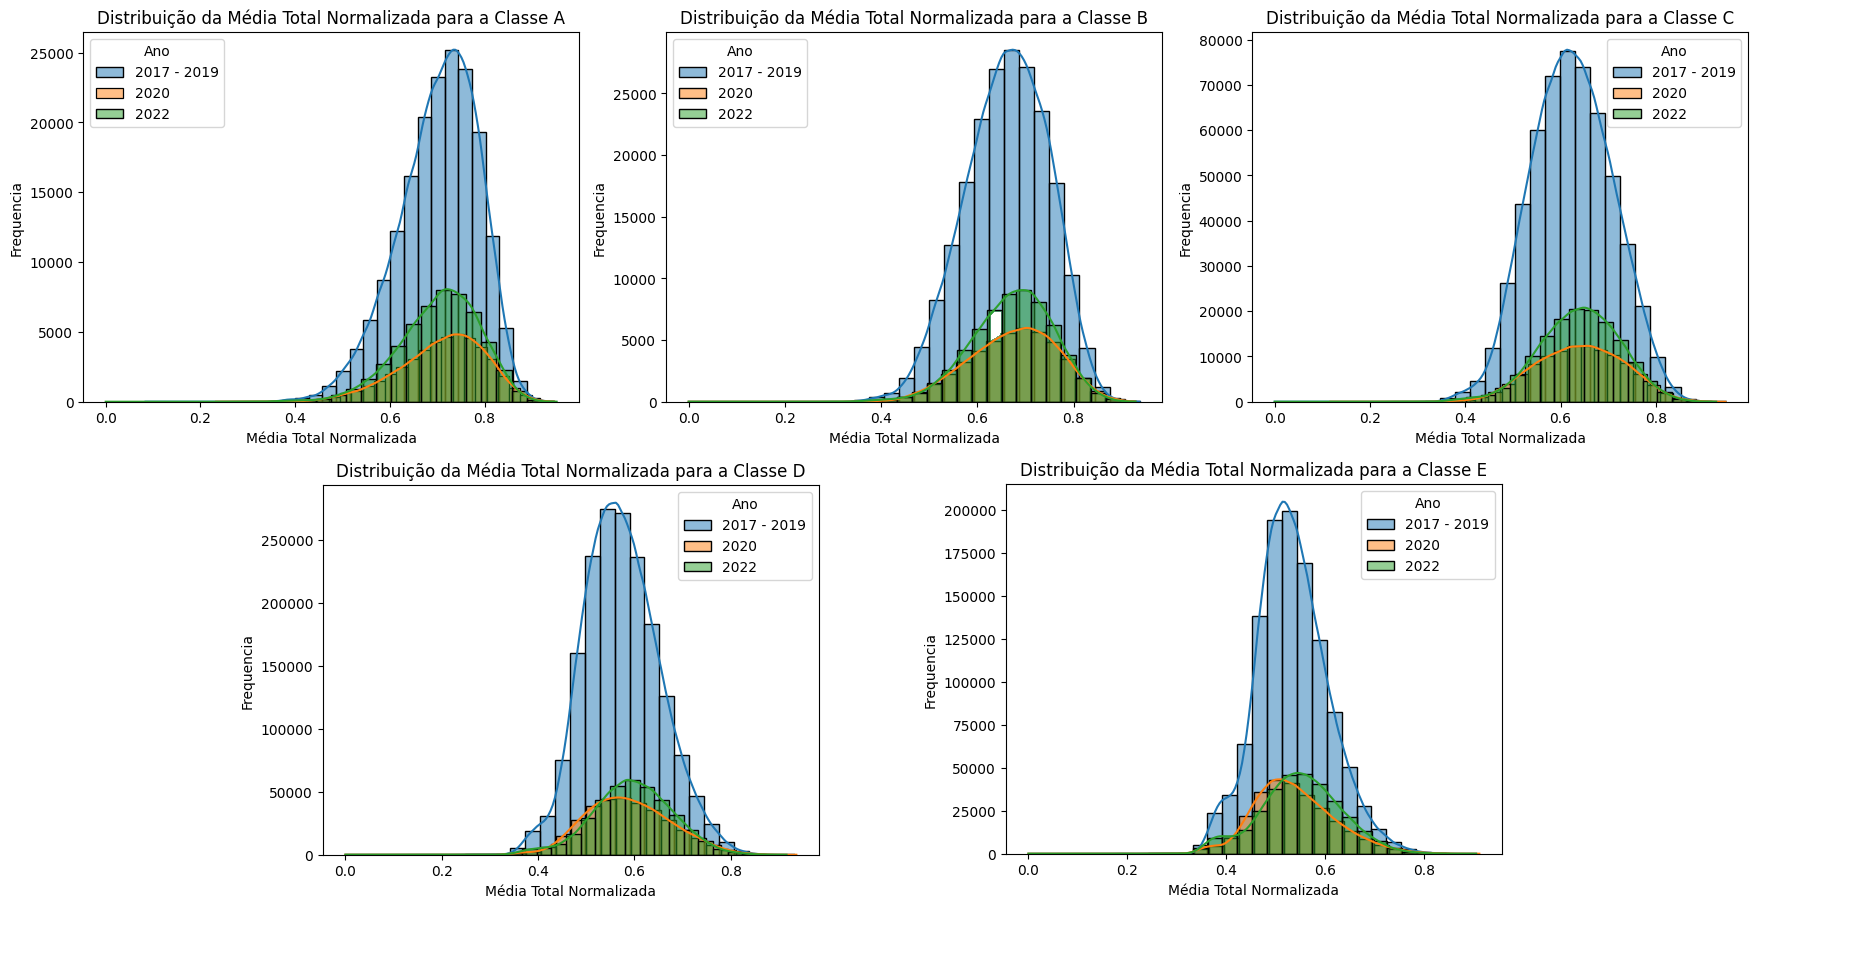 Distribuição da Média Total Normalizada para a Classe A
Frequencia
25000
20000
15000
10000
5000
0
Ano
2017 - 2019
2020
2022
0.0 0.2 0.4 0.6 0.8
Média Total Normalizada
Distribuição da Média Total Normalizada para a Classe B
Frequencia
25000
20000
15000
10000
5000
0
Ano
2017 - 2019
2020
2022
0.0 0.2 0.4 0.6 0.8
Média Total Normalizada
Distribuição da Média Total Normalizada para a Classe C
Frequencia
80000
70000
60000
50000
40000
30000
20000
10000
0
Ano
2017 - 2019
2020
2022
0.0 0.2 0.4 0.6 0.8
Média Total Normalizada
Distribuição da Média Total Normalizada para a Classe D
Frequencia
250000
200000
150000
100000
50000
0
Ano
2017 - 2019
2020
2022
0.0 0.2 0.4 0.6 0.8
Média Total Normalizada
Distribuição da Média Total Normalizada para a Classe E
Frequencia
200000
175000
150000
125000
100000
75000
50000
25000
0
Ano
2017 - 2019
2020
2022
0.0 0.2 0.4 0.6 0.8
Média Total Normalizada